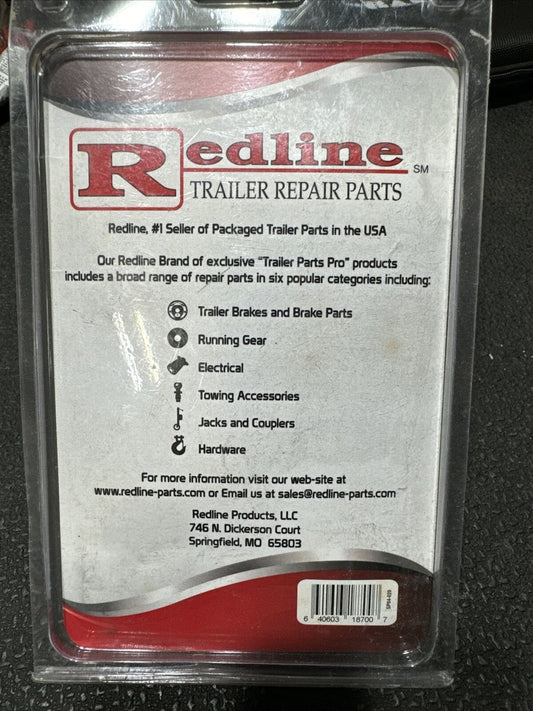 Redline SM
TRAILER REPAIR PARTS
Redline, #1 Seller of Packaged Trailer Parts in the USA
Our Redline Brand of exclusive "Trailer Parts Pro" products
includes a broad range of repair parts in six popular categories including:
Trailer Brakes and Brake Parts
Running Gear
Electrical
Towing Accessories
Jacks and Couplers
Hardware
For more information visit our web-site at
www.redline-parts.com or Email us at sales@redline-parts.com
Redline Products, LLC
746 N. Dickerson Court
Springfield, MO 65803
SP04-020
6 40603 18700 7